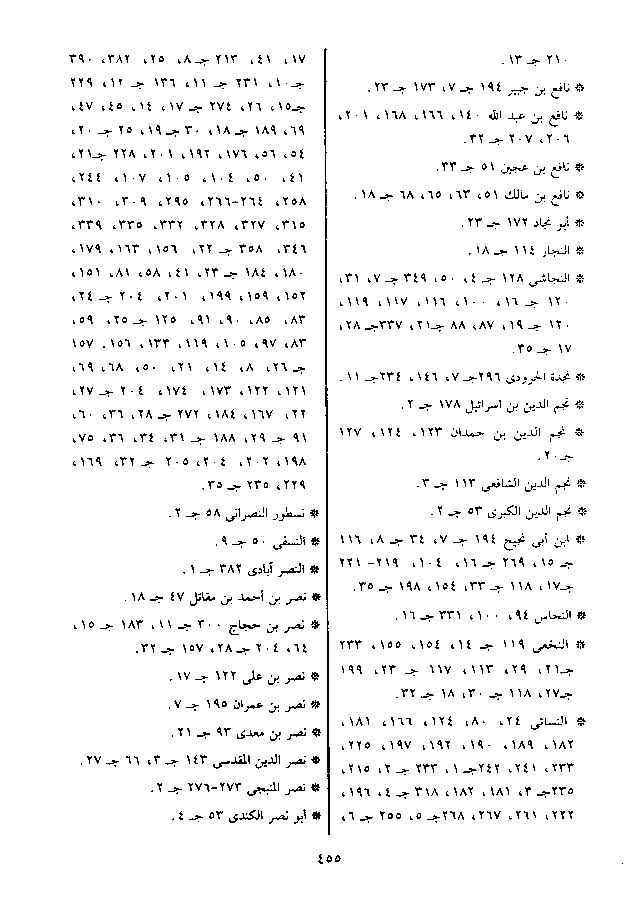 ٢١٠ جـ ١٣.
* نافع بن جبير ١٩٤ جـ ٧، ١٧٣ جـ ٢٣.
* نافع بن عبد الله ١٤٠، ١٦٦، ١٦٨، ٢٠١،
٢٠٦، ٢٠٧ جـ ٣٢.
* نافع بن عجين ٥١ جـ ٣٣.
* نافع بن مالك ٥١، ٦٣، ٦٥، ٦٨ جـ ١٨.
* أبو نجاد ١٧٢ جـ ٢٣.
* النجار ١١٤ جـ ١٨.
* النجاشى ١٢٨ جـ ٤، ٥٠، ٣٤٩ جـ ٧، ٣١،
١٢٠ جـ ١٦، ١٠٠، ١١٦، ١١٧، ١١٩،
١٢٠ جـ ١٩، ٨٧، ٨٨ جـ٢١، ٣٣٧جـ ٢٨،
١٧ جـ ٣٥.
* نجدة الحرورى ٢٩٦جـ ٧، ١٤٦، ٢٣٤جـ ١١.
* نجم الدين بن اسرائيل ١٧٨ جـ ٢.
* نجم الدين بن حمدان ١٢٣، ١٢٤، ١٢٧
جـ٢٠.
* نجم الدين الشافعى ١١٣ جـ ٣.
* نجم الدين الكبرى ٥٣ جـ ٢.
* ابن أبى نجيح ١٩٤ جـ ٧، ٣٤ جـ ٨، ١١٦
جـ ١٥، ٢٦٩ جـ ١٦، ١٠٤، ٢١٩-٢٢١
جـ١٧، ١١٨ جـ ٣٣، ١٥٤، ١٩٨ جـ ٣٥.
* النحاس ٩٤، ١٠٠، ٣٣١ جـ ١٦.
* النخعى ١١٩ جـ ١٤، ١٥٤، ١٥٥، ٢٣٣
جـ٢١، ٢٩، ١١٣، ١١٧ جـ ٢٣، ١٩٩
جـ٢٧، ١١٨ جـ ٣٠، ١٨ جـ ٣٢.
* النسائى ٢٤، ٨٠، ١٢٤، ١٦٦، ١٨١،
١٨٢، ١٨٩، ١٩٠، ١٩٢، ١٩٧، ٢٢٥،
٢٣٣، ٢٤١، ٢٤٢جـ ١، ٢٣٣ جـ ٢، ٢١٥،
٢٣٥جـ ٣، ١٨١، ١٨٢، ٣١٨ جـ ٤، ١٩٦،
٢٢٢، ٢٦١، ٢٦٧، ٢٦٨جـ ٥، ٢٥٥ جـ ٦،
١٧، ٤١، ٢١٣ جـ ٨، ٢٥، ٣٨٢، ٣٩٠
جـ١٠، ٢٣١ جـ ١١، ١٣٦ جـ ١٢، ٢٢٩
جـ١٥، ٢٦، ٢٧٤ جـ ١٧، ١٤، ٤٥، ٤٧،
٦٩، ١٨٩ جـ ١٨، ٣٠ جـ ١٩، ٢٥ جـ ٢٠،
٥٤، ٥٦، ١٧٦، ١٩٢، ٢٠١، ٢٢٨ جـ٢١،
٤١، ٥٠، ١٠٤، ١٠٥، ١٠٧، ٢٤٤،
٢٥٨، ٢٦٤-٢٦٦، ٢٩٥، ٣٠٩، ٣١٠،
٣١٥، ٣٢٧، ٣٢٨، ٣٣٢، ٣٣٥، ٣٣٩،
٣٤٦، ٣٥٨ جـ ٢٢، ١٥٦، ١٦٣، ١٧٩،
١٨٠، ١٨٤ جـ ٢٣، ٤١، ٥٨، ٨١، ١٥١،
١٥٢، ١٥٩، ١٩٩، ٢٠١، ٢٠٤ جـ ٢٤،
٨٣، ٨٥، ٩٠، ٩١، ١٢٥ جـ ٢٥، ٥٩،
٨٣، ٩٧، ١٠٥، ١١٩، ١٣٣، ١٥٦، ١٥٧
جـ٢٦، ٨، ١٤، ٢١، ٥٠، ٦٨، ٦٩،
١٢١، ١٢٢، ١٧٣، ١٧٤، ٢٠٤ جـ ٢٧،
٢٢، ١٦٧، ١٨٤، ٢٧٢ جـ ٢٨، ٣٦، ٦٠،
٩١ جـ ٢٩، ١٨٨ جـ ٣١، ٣٤، ٣٦، ٧٥،
١٩٨، ٢٠٢، ٢٠٤، ٢٠٥ جـ ٣٢، ١٦٩،
٢٢٩، ٢٣٥ جـ ٣٥.
* نسطور النصرانى ٥٨ جـ ٢.
* النسفى ٥٠ جـ ٩.
* النصر آبادى ٣٨٢ جـ ١.
* نصر بن أحمد بن مقاتل ٤٧ جـ ١٨.
* نصر بن حجاج ٣٠٠ جـ ١١، ١٨٣ جـ ١٥،
٦٤، ٢٠٤ جـ ٢٨، ١٥٧ جـ ٣٢.
* نصر بن على ١٢٢ جـ ١٧.
* نصر بن عمران ١٩٥ جـ ٧.
* نصر بن معدى ٩٣ جـ ٢١.
* نصر الدين المقدسى ١٤٣ جـ ٣، ٦٦ جـ ٢٧.
* نصر المنبجى ٢٧٣-٢٧٦ جـ ٢.
* أبو نصر الكندى ٥٣ جـ ٤.
٤٥٥